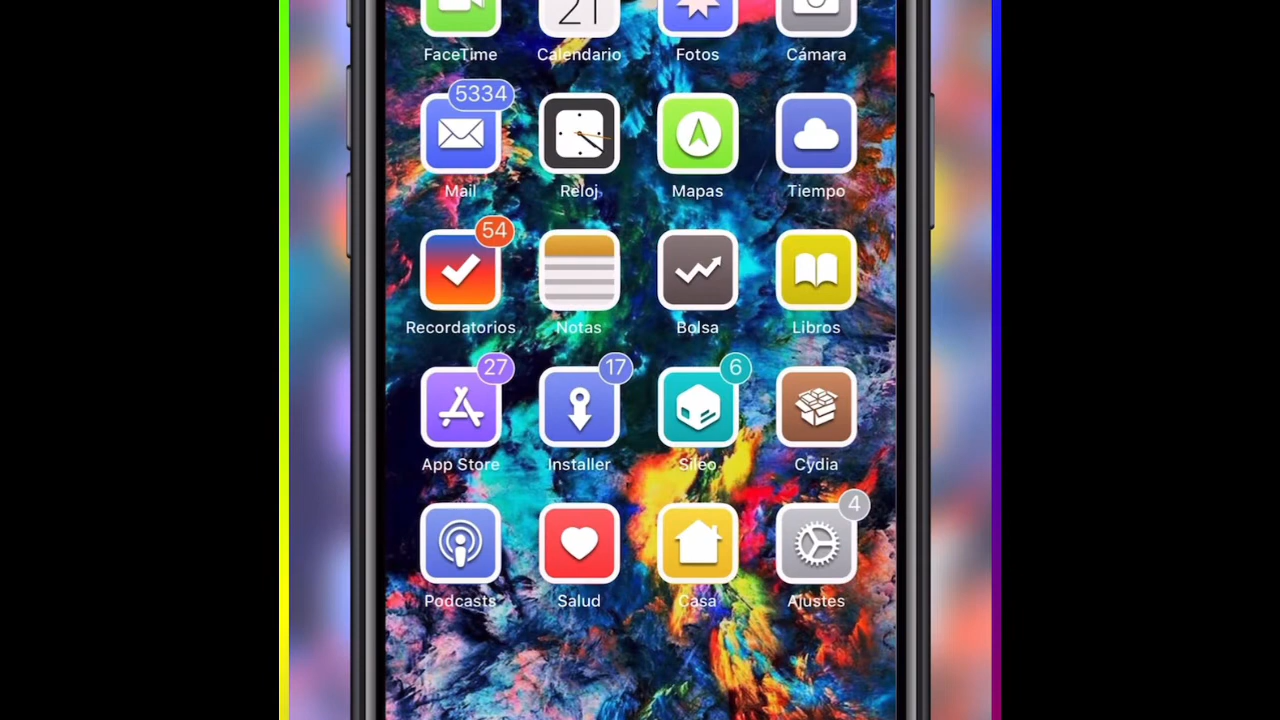 21
FaceTime Calendario Fotos Cámara
5334
Mail Reloj Mapas Tiempo
54
Recordatorios Notas Bolsa Libros
27 17 6
App Store Installer Sileo Cydia
4
Podcasts Salud Casa Ajustes